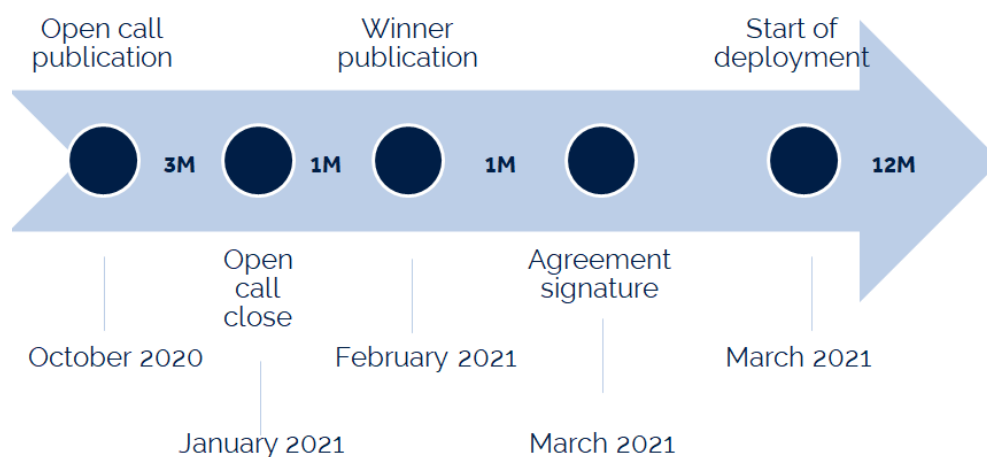 Open call
publication
Winner
publication
Start of
deployment
3M
1M
1M
12M
Open
call
close
Agreement
signature
October 2020
February 2021
March 2021
January 2021
March 2021